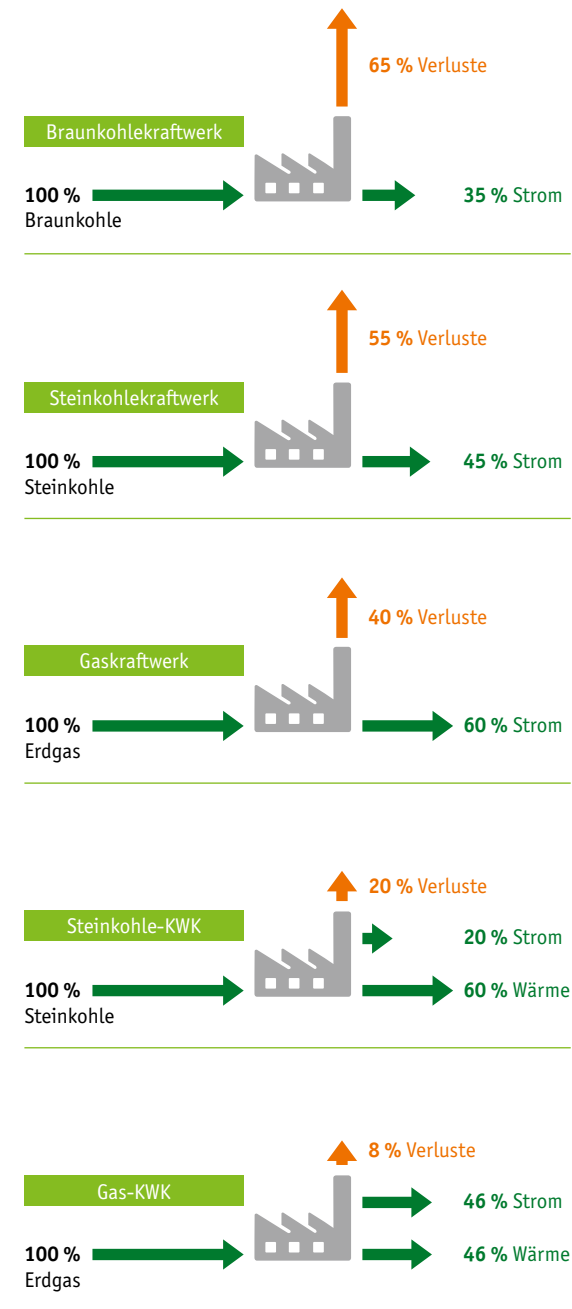 65 % Verluste
Braunkohlekraftwerk
100 %
35 % Strom
Braunkohle
55 % Verluste
Steinkohlekraftwerk
100 %
45 % Strom
Steinkohle
40 % Verluste
Gaskraftwerk
100 %
60 % Strom
Erdgas
20 % Verluste
Steinkohle-KWK
20 % Strom
100 %
60 % Wärme
Steinkohle
8 % Verluste
Gas-KWK
46 % Strom
100 %
46 % Wärme
Erdgas